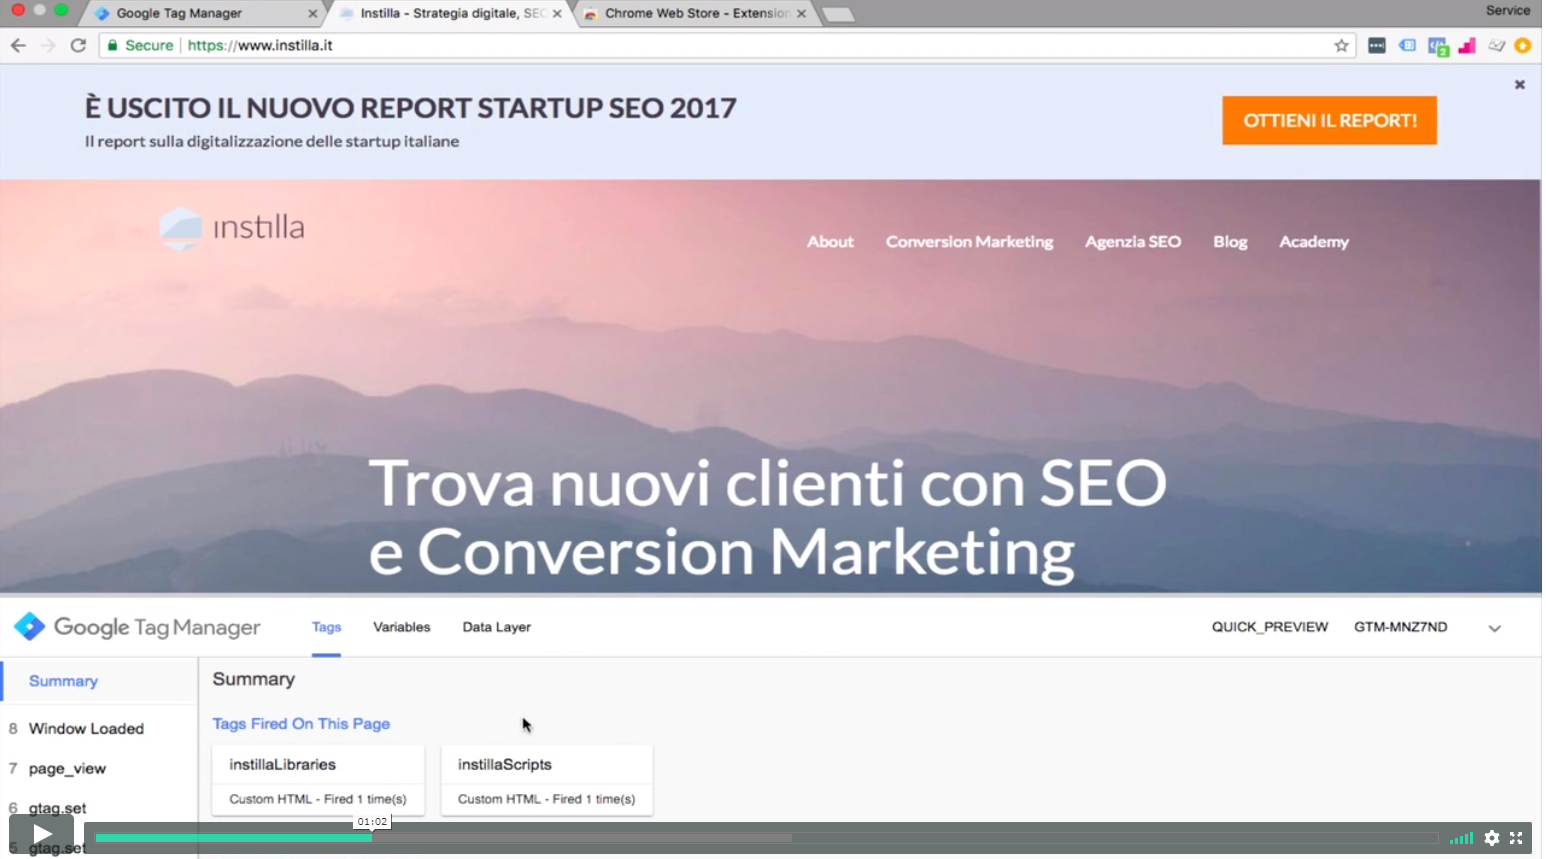 Google Tag Manager
Instilla - Strategia digitale, SEO
Chrome Web Store - Extension
Service
Secure
https://www.instilla.it
2
È USCITO IL NUOVO REPORT STARTUP SEO 2017
Il report sulla digitalizzazione delle startup italiane
OTTIENI IL REPORT!
ınstilla
About
Conversion Marketing
Agenzia SEO
Blog
Academy
Trova nuovi clienti con SEO
e Conversion Marketing
Google Tag Manager
Tags
Variables
Data Layer
QUICK_PREVIEW
GTM-MNZ7ND
Summary
8 Window Loaded
7 page_view
6 gtag.set
5 gtag.set
Summary
Tags Fired On This Page
instillaLibraries
Custom HTML - Fired 1 time(s)
instillaScripts
Custom HTML - Fired 1 time(s)
01:02